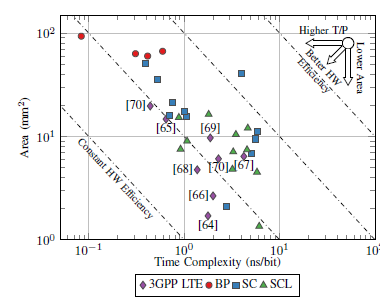 10²
10¹
10⁰
Area (mm²)
Higher T/P
Lower Area
Better HW
Efficiency
Constant HW Efficiency
[70]
[65]
[69]
[68]
[70]
[67]
[66]
[64]
10⁻¹
10⁰
10¹
10
Time Complexity (ns/bit)
3GPP LTE BP SC SCL